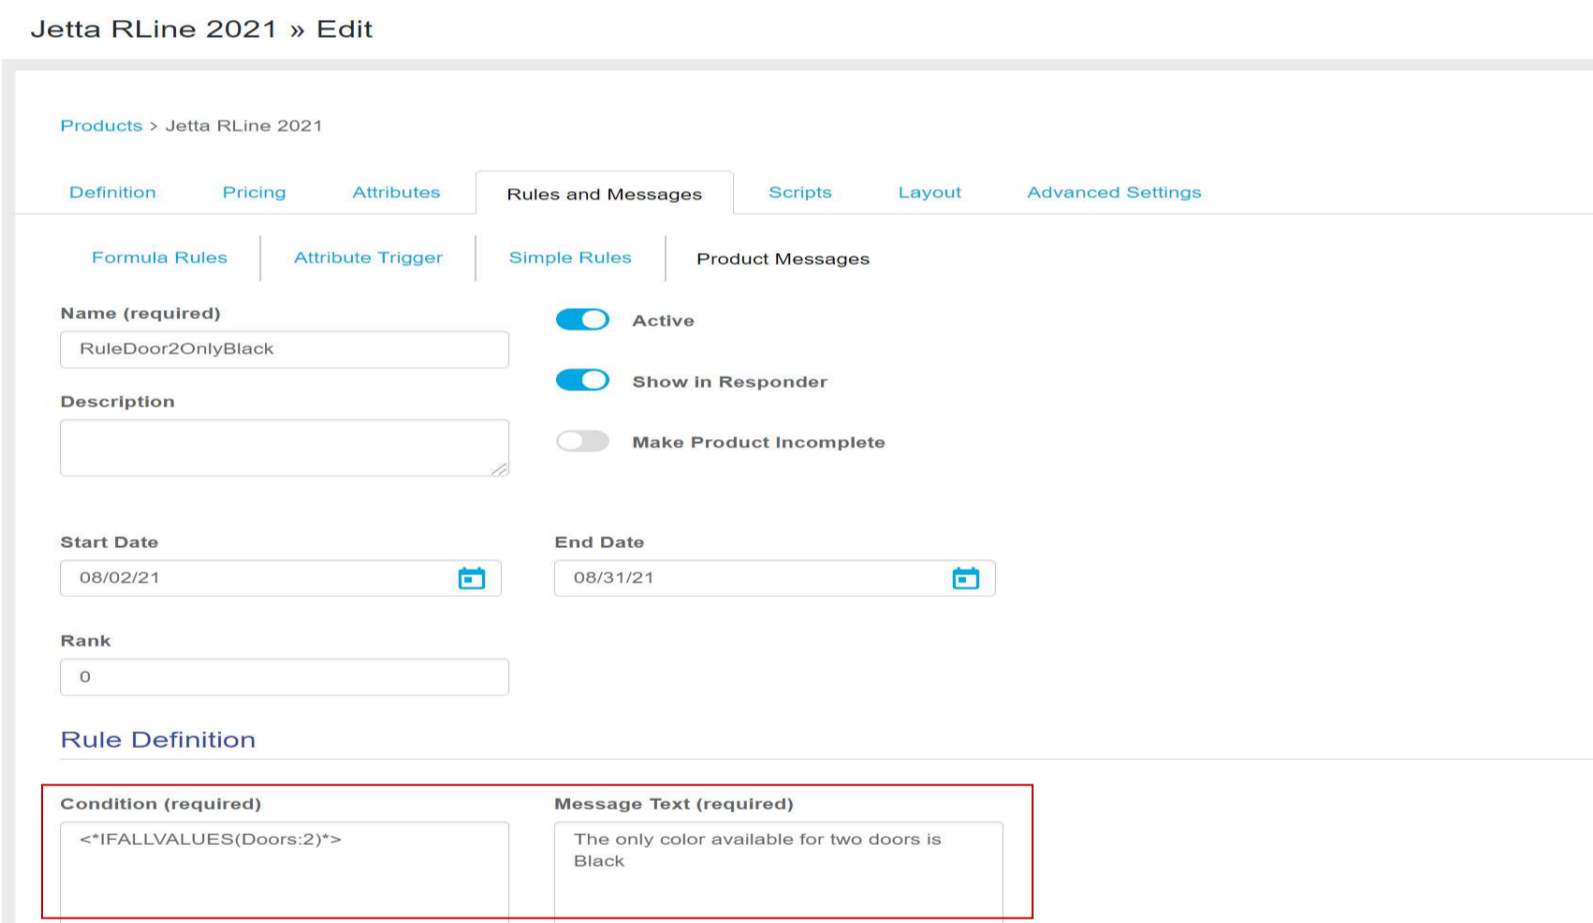 Jetta RLine 2021 » Edit
Products > Jetta RLine 2021
Definition Pricing Attributes Rules and Messages Scripts Layout Advanced Settings
Formula Rules Attribute Trigger Simple Rules Product Messages
Name (required)
Active
RuleDoor2OnlyBlack
Show in Responder
Description
Make Product Incomplete
Start Date End Date
08/02/21 08/31/21
Rank
0
Rule Definition
Condition (required) Message Text (required)
<*IFALLVALUES(Doors:2)*> The only color available for two doors is
Black